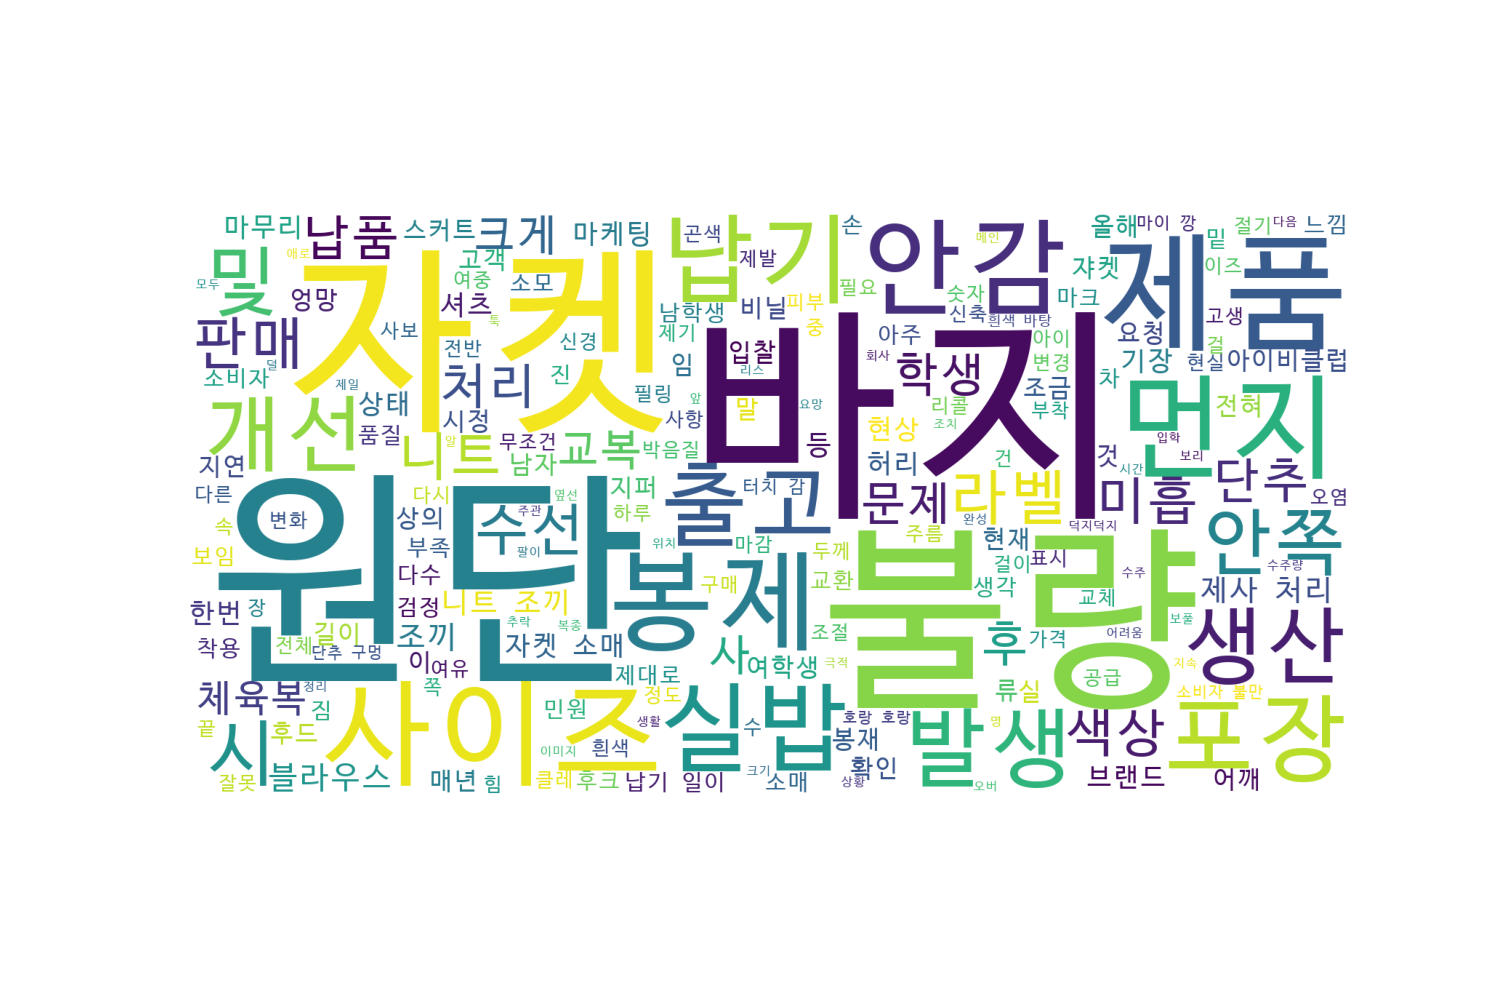 마무리 납품 스커트 크게 마케팅 곤색 납기 손 안감 메인 올해 마이 깡 절기 다음 느낌
및 애로 고객 제발 밑
모두 엉망 자켓 여중 소모 비닐 피부 필요 숫자 쟈켓 이즈 제품
판매 사보 셔츠 톡 남학생 중 신축 흰색 바탕 마크 고생
덜 전반 신경 제기 입찰 아주 아이 요청 걸
소비자 제일 처리 진 임 회사 학생 변경 기장 현실 아이비클럽
개선 상태 시정 필링 앞 리스 요망 바지 조금 차 먼지
품질 사항 말 리콜 부착 전혀
니트 알 무조건 교복 박음질 등 현상 조치 입학
지연 남자 허리 건 것 시간 보리
다른 다시 지퍼 출고 터치 감 문제 라벨 미흡 단추 오염
속 변화 상의 수선 주관 옆선 하루 완성 덕지덕지
보임 원단 부족 팔이 위치 마감 두께 주름 현재 표시 안쪽
다수 봉제 구매 교환 불량 걸이 생각 수주 수주량
한번 장 검정 니트 조끼 교체 제사 처리
착용 전체 길이 단추 구멍 조끼 추락 복종 자켓 소매 사 조절 후 가격 어려움 보풀 생산
이 여유 제대로 여학생 극적 지속
체육복 정리 쪽 정도 공급 소비자 불만
짐 사이즈 민원 실밥 류 실
끝 시 후드 생활 수 호랑 호랑 발생 명 색상 포장
이미지 흰색 봉재
잘못 블라우스 매년 힘 클레 후크 납기 일이 크기 소매 확인 상황 오버 브랜드 어깨